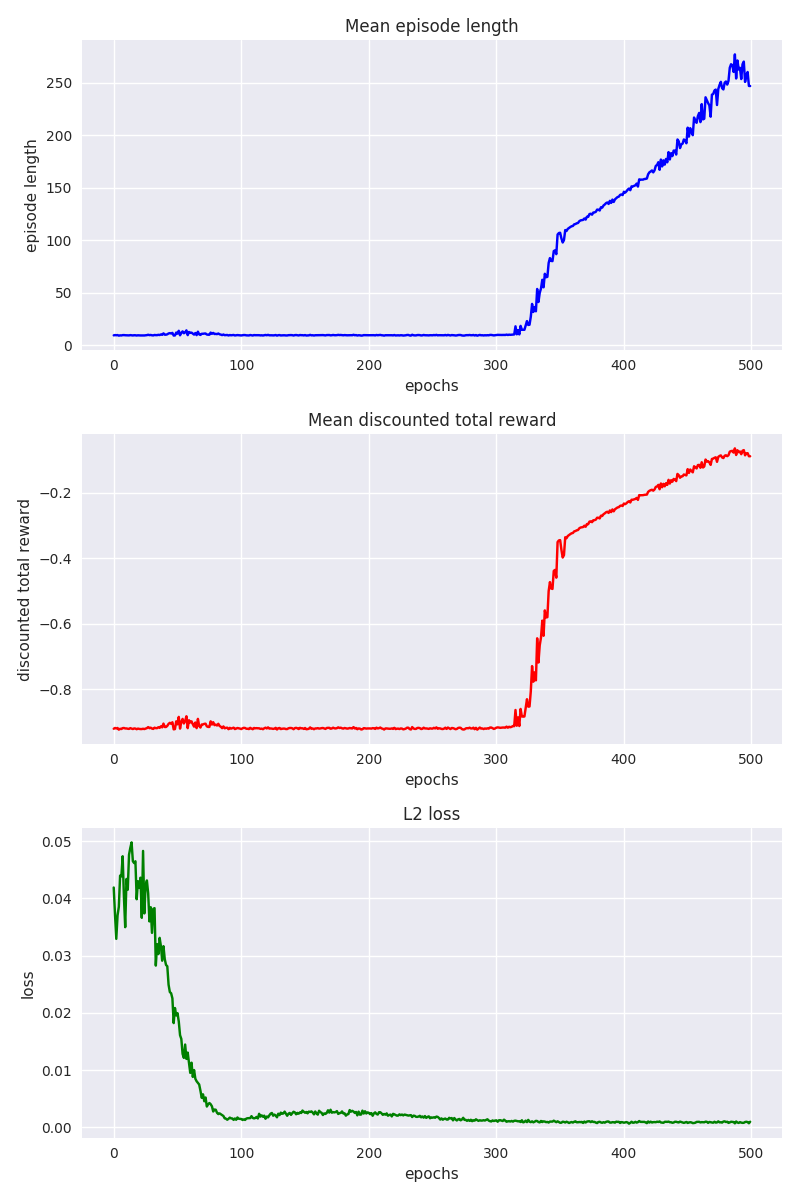 Mean episode length
250
200
150
100
50
0
episode length
0 100 200 300 400 500
epochs
Mean discounted total reward
−0.2
−0.4
−0.6
−0.8
discounted total reward
0 100 200 300 400 500
epochs
L2 loss
0.05
0.04
0.03
0.02
0.01
0.00
loss
0 100 200 300 400 500
epochs